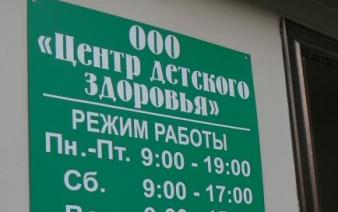 ООО
«Центр детского
здоровья»
РЕЖИМ РАБОТЫ
Пн.-Пт. 9:00 - 19:00
Сб. 9:00 - 17:00